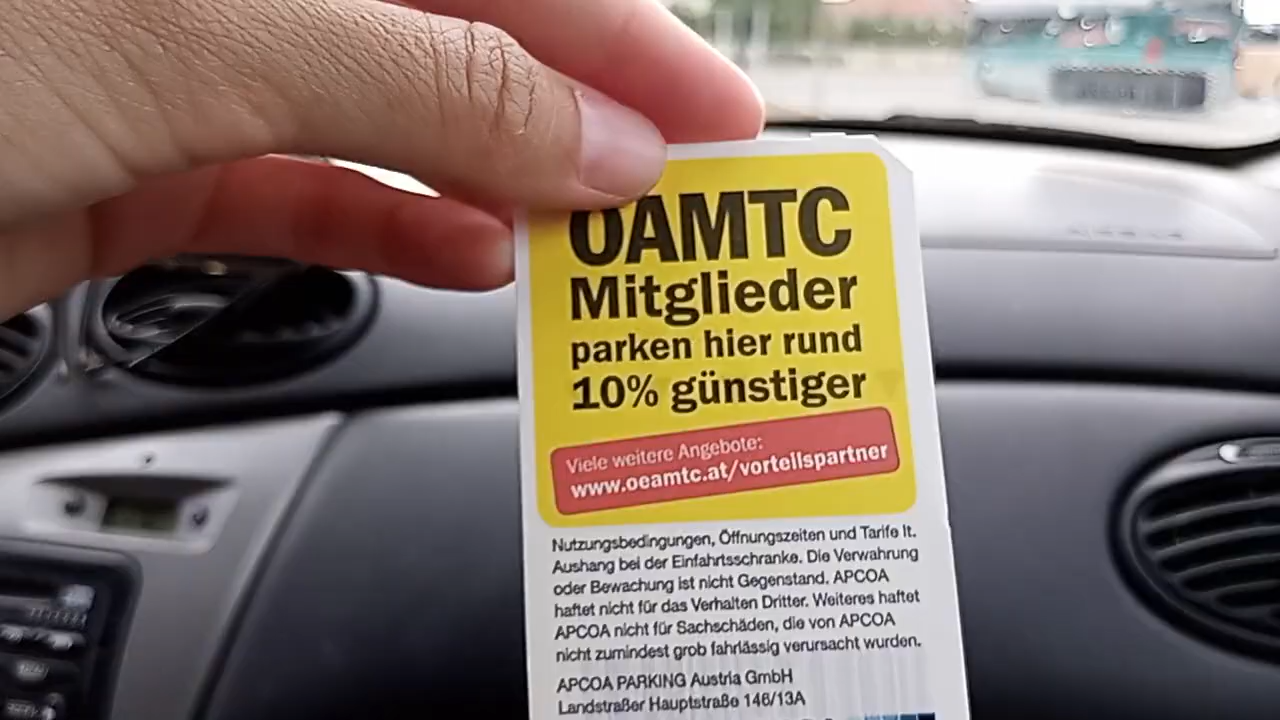 ÖAMTC
Mitglieder
parken hier rund
10% günstiger
Viele weitere Angebote:
www.oeamtc.at/vorteilspartner
Nutzungsbedingungen, Öffnungszeiten und Tarife lt.
Aushang bei der Einfahrtsschranke. Die Verwahrung
oder Bewachung ist nicht Gegenstand. APCOA
haftet nicht für das Verhalten Dritter. Weiteres haftet
APCOA nicht für Sachschäden, die von APCOA
nicht zumindest grob fahrlässig verursacht wurden.
APCOA PARKING Austria GmbH
Landstraßer Hauptstraße 146/13A